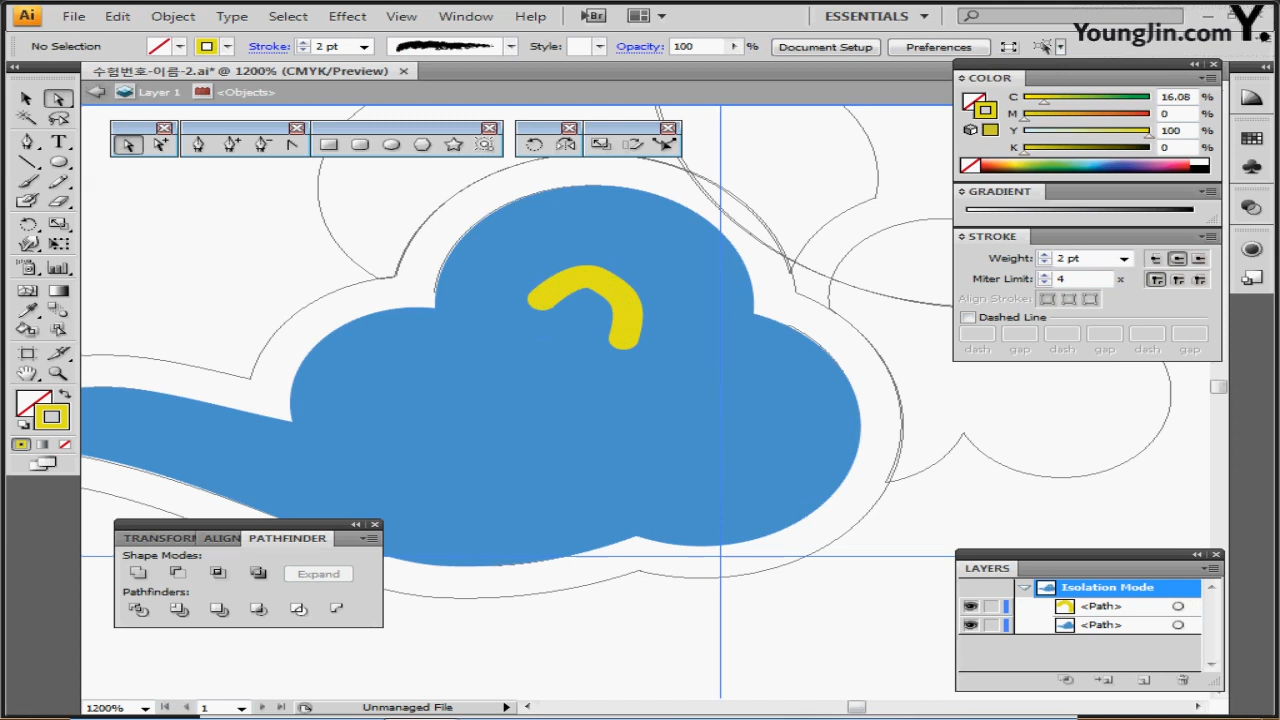 Ai File Edit Object Type Select Effect View Window Help Br ESSENTIALS
Y.
YoungJin.com
No Selection Stroke: 2 pt Style: Opacity: 100 % Document Setup Preferences
수험번호-이름-2.ai* @ 1200% (CMYK/Preview)
Layer 1 <Objects>
COLOR
C 16.08 %
M 0 %
Y 100 %
K 0 %
GRADIENT
STROKE
Weight: 2 pt
Miter Limit: 4 x
Align Stroke:
Dashed Line
dash gap dash gap dash gap
TRANSFORM ALIGN PATHFINDER
Shape Modes:
Expand
Pathfinders:
LAYERS
Isolation Mode
<Path>
<Path>
1200% 1 Unmanaged File